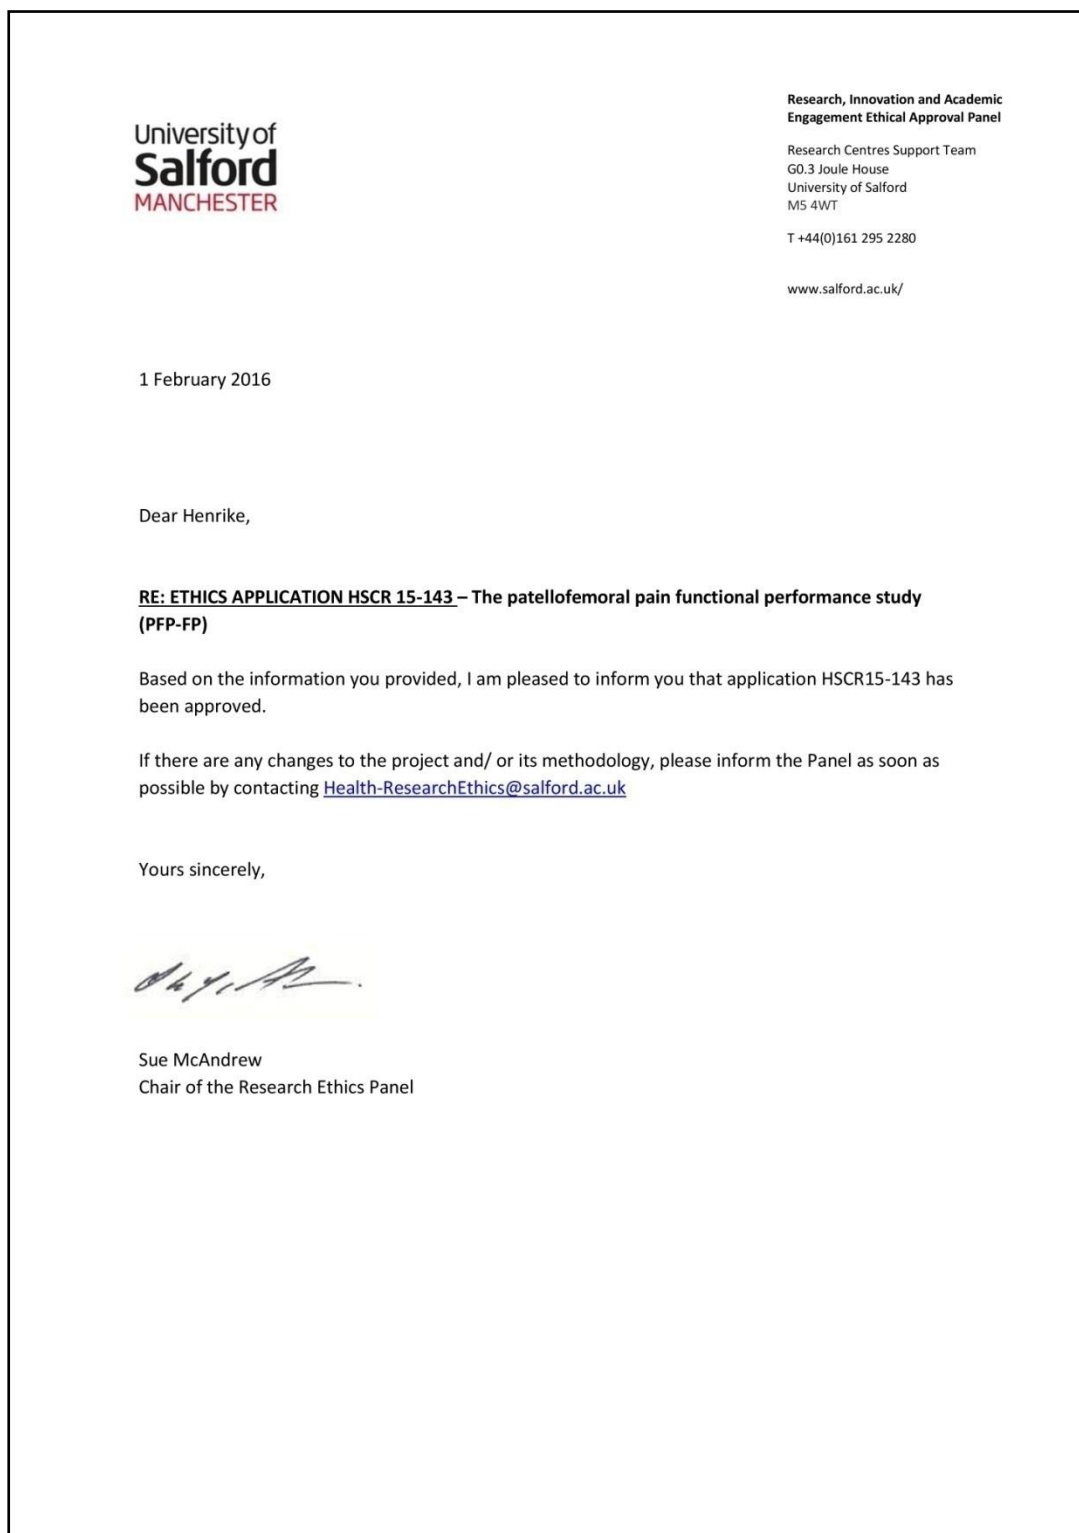 University of
Salford
MANCHESTER
Research, Innovation and Academic
Engagement Ethical Approval Panel
Research Centres Support Team
G0.3 Joule House
University of Salford
M5 4WT
T +44(0)161 295 2280
www.salford.ac.uk/
1 February 2016
Dear Henrike,
RE: ETHICS APPLICATION HSCR 15-143 – The patellofemoral pain functional performance study
(PFP-FP)
Based on the information you provided, I am pleased to inform you that application HSCR15-143 has
been approved.
If there are any changes to the project and/ or its methodology, please inform the Panel as soon as
possible by contacting Health-ResearchEthics@salford.ac.uk
Yours sincerely,
Sue McAndrew
Chair of the Research Ethics Panel